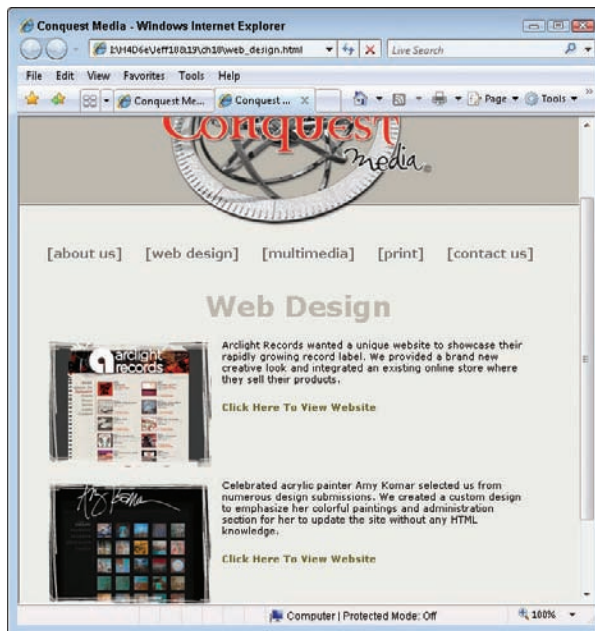 Conquest Media - Windows Internet Explorer
Live Search
File Edit View Favorites Tools Help
Conquest Me... Conquest ... Page Tools
Conquest
media
[about us] [web design] [multimedia] [print] [contact us]
Web Design
arclight
records
Arclight Records wanted a unique website to showcase their
rapidly growing record label. We provided a brand new
creative look and integrated an existing online store where
they sell their products.
Click Here To View Website
Amy Komar
Celebrated acrylic painter Amy Komar selected us from
numerous design submissions. We created a custom design
to emphasize her colorful paintings and administration
section for her to update the site without any HTML
knowledge.
Click Here To View Website
Computer | Protected Mode: Off 100%